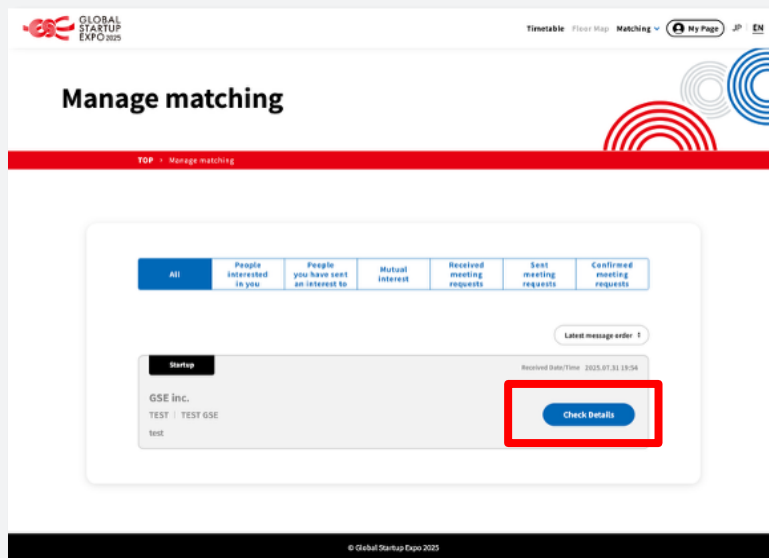 GLOBAL
STARTUP
EXPO 2025
Timetable Floor Map Matching My Page JP EN
Manage matching
TOP › Manage matching
All
People
interested
in you
People
you have sent
an interest to
Mutual
interest
Received
meeting
requests
Sent
meeting
requests
Confirmed
meeting
requests
Latest message order
Startup
Received Date/Time 2025.07.31 19:54
GSE inc.
TEST | TEST GSE
test
Check Details
© Global Startup Expo 2025